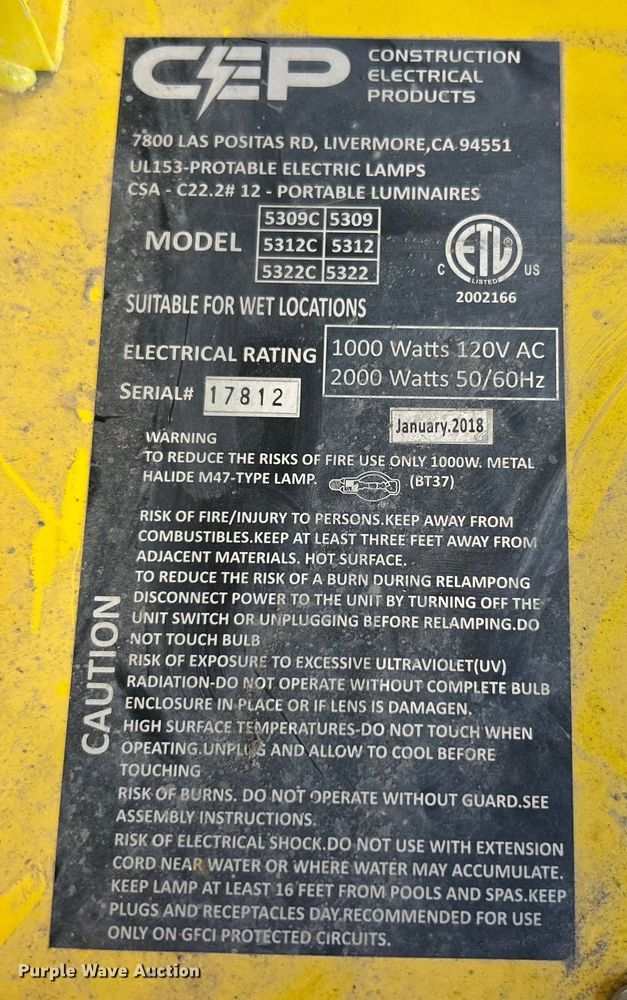 CEP CONSTRUCTION
ELECTRICAL
PRODUCTS
7800 LAS POSITAS RD, LIVERMORE,CA 94551
UL153-PROTABLE ELECTRIC LAMPS
CSA - C22.2# 12 - PORTABLE LUMINAIRES
MODEL
5309C 5309
5312C 5312
5322C 5322
C ETL US
LISTED
2002166
SUITABLE FOR WET LOCATIONS
ELECTRICAL RATING
1000 Watts 120V AC
2000 Watts 50/60Hz
SERIAL# 17812
January.2018
WARNING
TO REDUCE THE RISKS OF FIRE USE ONLY 1000W. METAL
HALIDE M47-TYPE LAMP. (BT37)
CAUTION
RISK OF FIRE/INJURY TO PERSONS.KEEP AWAY FROM
COMBUSTIBLES.KEEP AT LEAST THREE FEET AWAY FROM
ADJACENT MATERIALS. HOT SURFACE.
TO REDUCE THE RISK OF A BURN DURING RELAMPONG
DISCONNECT POWER TO THE UNIT BY TURNING OFF THE
UNIT SWITCH OR UNPLUGGING BEFORE RELAMPING.DO
NOT TOUCH BULB
RISK OF EXPOSURE TO EXCESSIVE ULTRAVIOLET(UV)
RADIATION-DO NOT OPERATE WITHOUT COMPLETE BULB
ENCLOSURE IN PLACE OR IF LENS IS DAMAGEN.
HIGH SURFACE TEMPERATURES-DO NOT TOUCH WHEN
OPEATING.UNPLUG AND ALLOW TO COOL BEFORE
TOUCHING
RISK OF BURNS. DO NOT OPERATE WITHOUT GUARD.SEE
ASSEMBLY INSTRUCTIONS.
RISK OF ELECTRICAL SHOCK.DO NOT USE WITH EXTENSION
CORD NEAR WATER OR WHERE WATER MAY ACCUMULATE.
KEEP LAMP AT LEAST 16 FEET FROM POOLS AND SPAS.KEEP
PLUGS AND RECEPTACLES DAY.RECOMMENDED FOR USE
ONLY ON GFCI PROTECTED CIRCUITS.
Purple Wave Auction